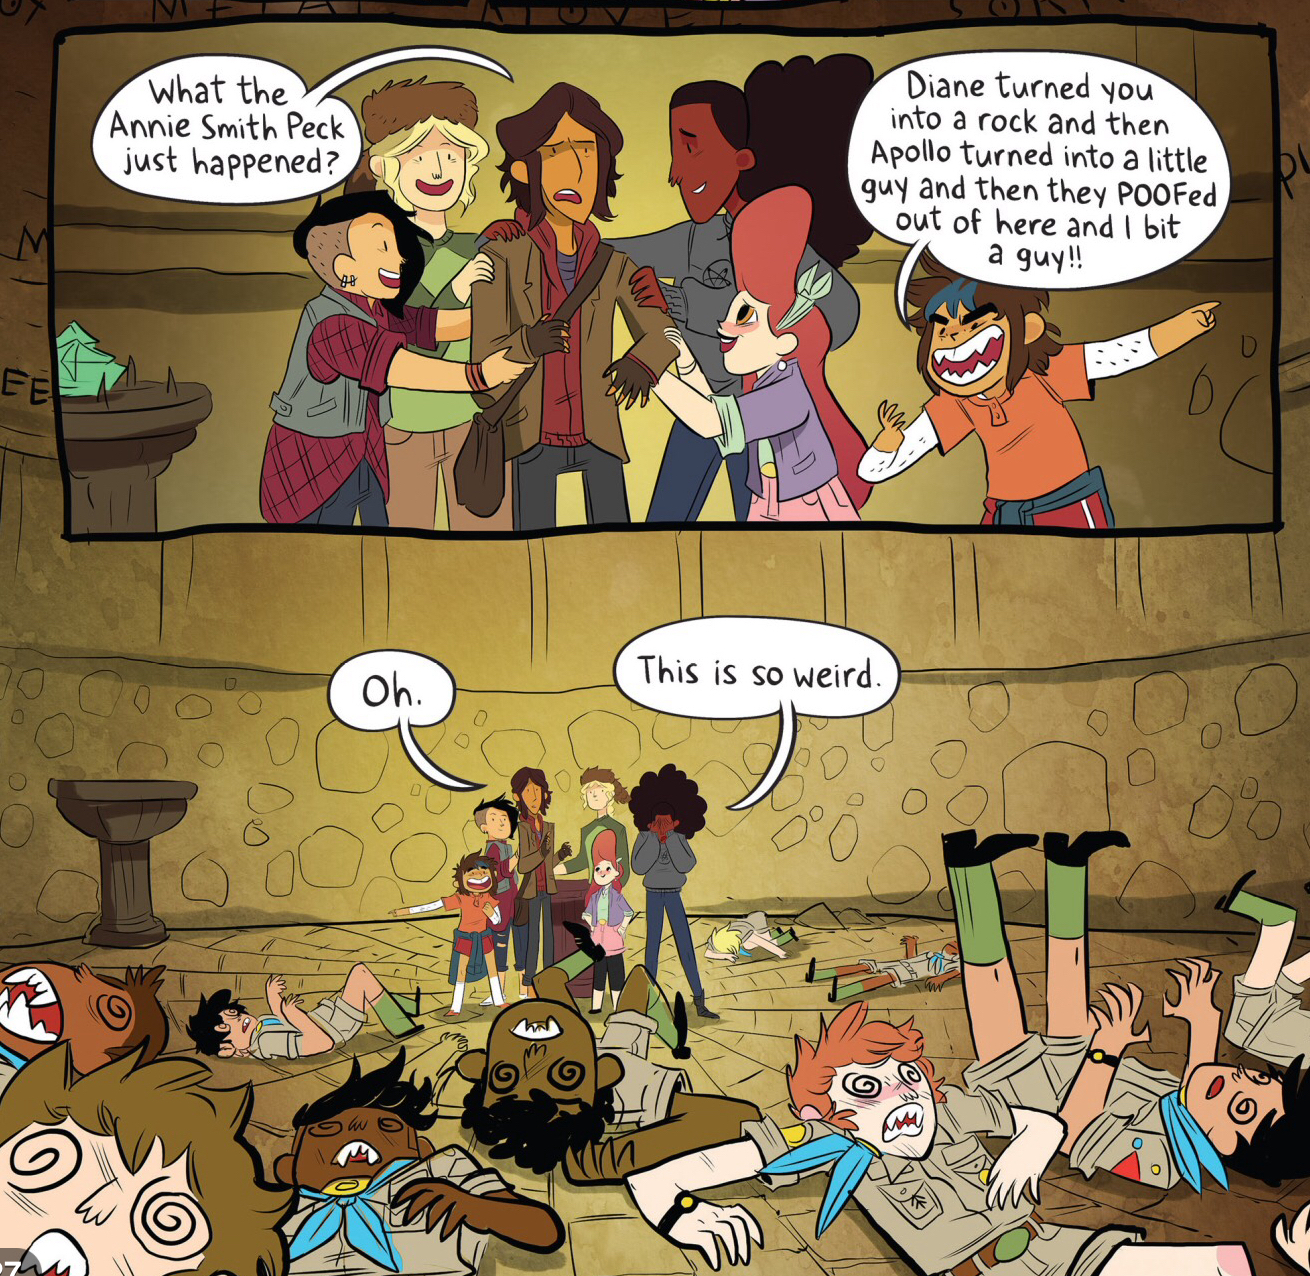 What the
Annie Smith Peck
just happened?
Diane turned you
into a rock and then
Apollo turned into a little
guy and then they POOFed
out of here and I bit
a guy!!
Oh.
This is so weird.